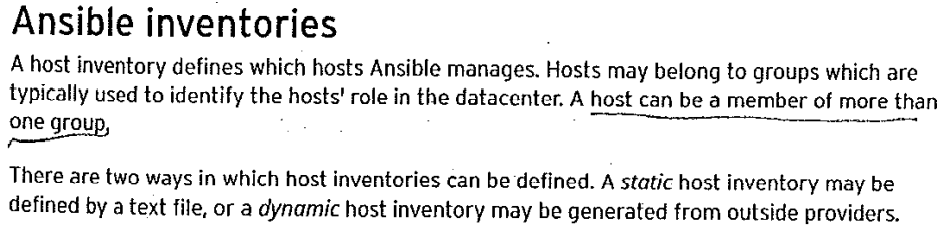 Ansible inventories
A host inventory defines which hosts Ansible manages. Hosts may belong to groups which are
typically used to identify the hosts' role in the datacenter. A host can be a member of more than
one group,
There are two ways in which host inventories can be defined. A static host inventory may be
defined by a text file, or a dynamic host inventory may be generated from outside providers.